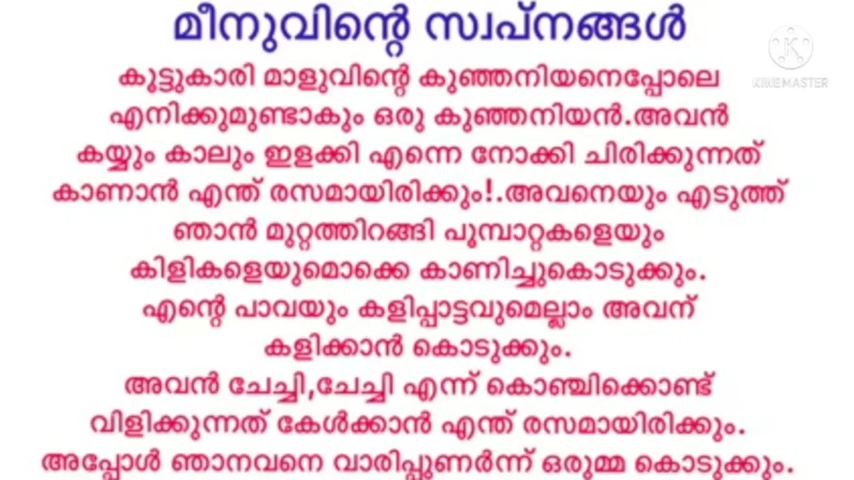 മീനുവിന്റെ സ്വപ്നങ്ങൾ
KINEMASTER
കൂട്ടുകാരി മാളുവിന്റെ കുഞ്ഞനിയനെപ്പോലെ
എനിക്കുമുണ്ടാകും ഒരു കുഞ്ഞനിയൻ.അവൻ
കയ്യും കാലും ഇളക്കി എന്നെ നോക്കി ചിരിക്കുന്നത്
കാണാൻ എന്ത് രസമായിരിക്കും!.അവനെയും എടുത്ത്
ഞാൻ മുറ്റത്തിറങ്ങി പൂമ്പാറ്റകളെയും
കിളികളെയുമൊക്കെ കാണിച്ചുകൊടുക്കും.
എന്റെ പാവയും കളിപ്പാട്ടവുമെല്ലാം അവന്
കളിക്കാൻ കൊടുക്കും.
അവൻ ചേച്ചി,ചേച്ചി എന്ന് കൊഞ്ചിക്കൊണ്ട്
വിളിക്കുന്നത് കേൾക്കാൻ എന്ത് രസമായിരിക്കും.
അപ്പോൾ ഞാനവനെ വാരിപ്പുണർന്ന് ഒരുമ്മ കൊടുക്കും.